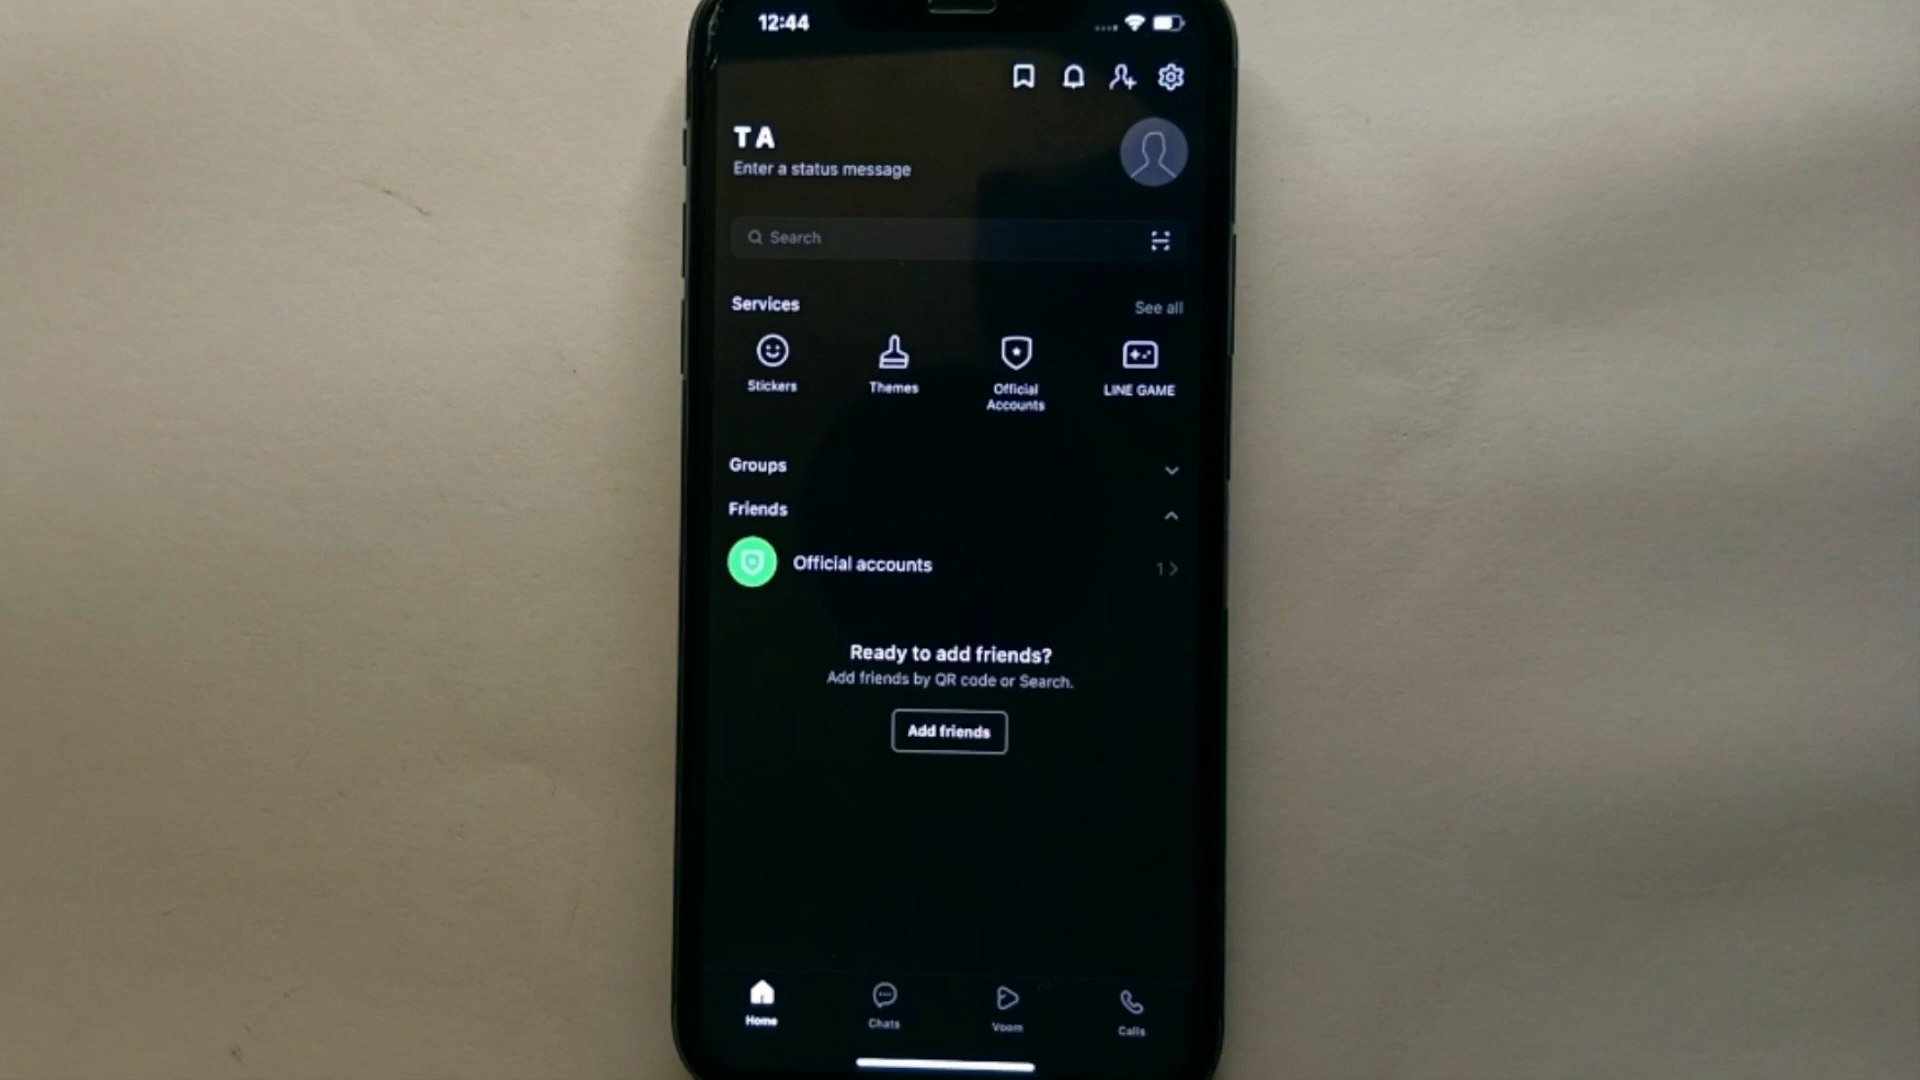 12:44
T A
Enter a status message
Search
Services
See all
Stickers
Themes
Official
Accounts
LINE GAME
Groups
Friends
Official accounts
1
Ready to add friends?
Add friends by QR code or Search.
Add friends
Home
Chats
Voom
Calls